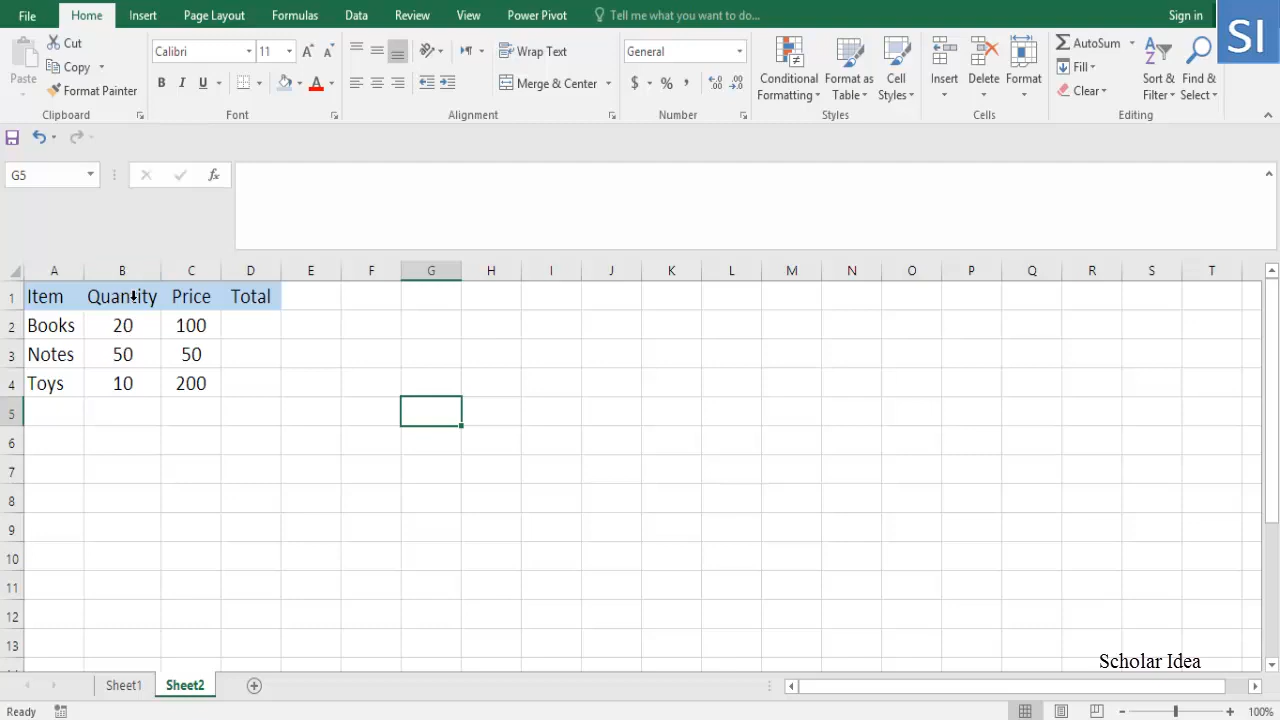 File Home Insert Page Layout Formulas Data Review View Power Pivot Tell me what you want to do... Sign in SI
Paste Cut Copy Format Painter Clipboard
Calibri 11 A A B I U A Font
Wrap Text Merge & Center Alignment
General $ % , .00 Number
Conditional Formatting Format as Table Cell Styles Styles
Insert Delete Format Cells
AutoSum Fill Clear Sort & Filter Find & Select Editing
G5 fx
A B C D E F G H I J K L M N O P Q R S T
1 Item Quantity Price Total
2 Books 20 100
3 Notes 50 50
4 Toys 10 200
5
6
7
8
9
10
11
12
13
Scholar Idea
Sheet1 Sheet2
Ready 100%